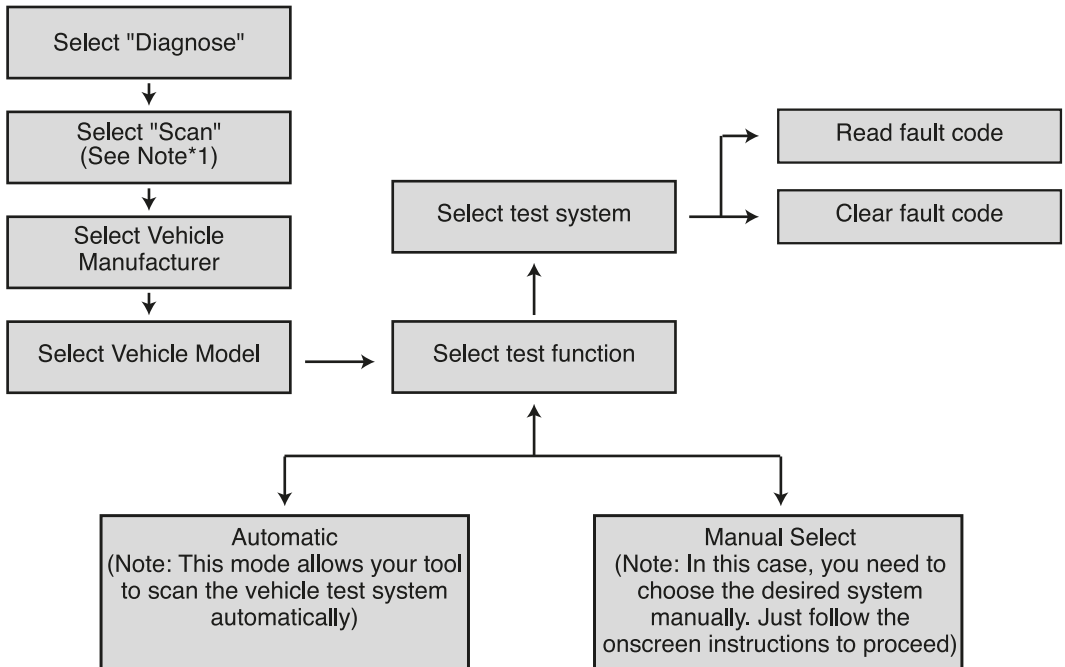 Select "Diagnose"
Select "Scan"
(See Note*1)
Select Vehicle
Manufacturer
Select Vehicle Model
Select test function
Select test system
Read fault code
Clear fault code
Automatic
(Note: This mode allows your tool
to scan the vehicle test system
automatically)
Manual Select
(Note: In this case, you need to
choose the desired system
manually. Just follow the
onscreen instructions to proceed)